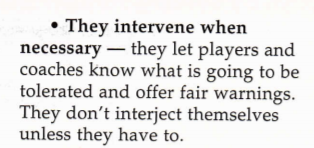 • They intervene when
necessary — they let players and
coaches know what is going to be
tolerated and offer fair warnings.
They don't interject themselves
unless they have to.